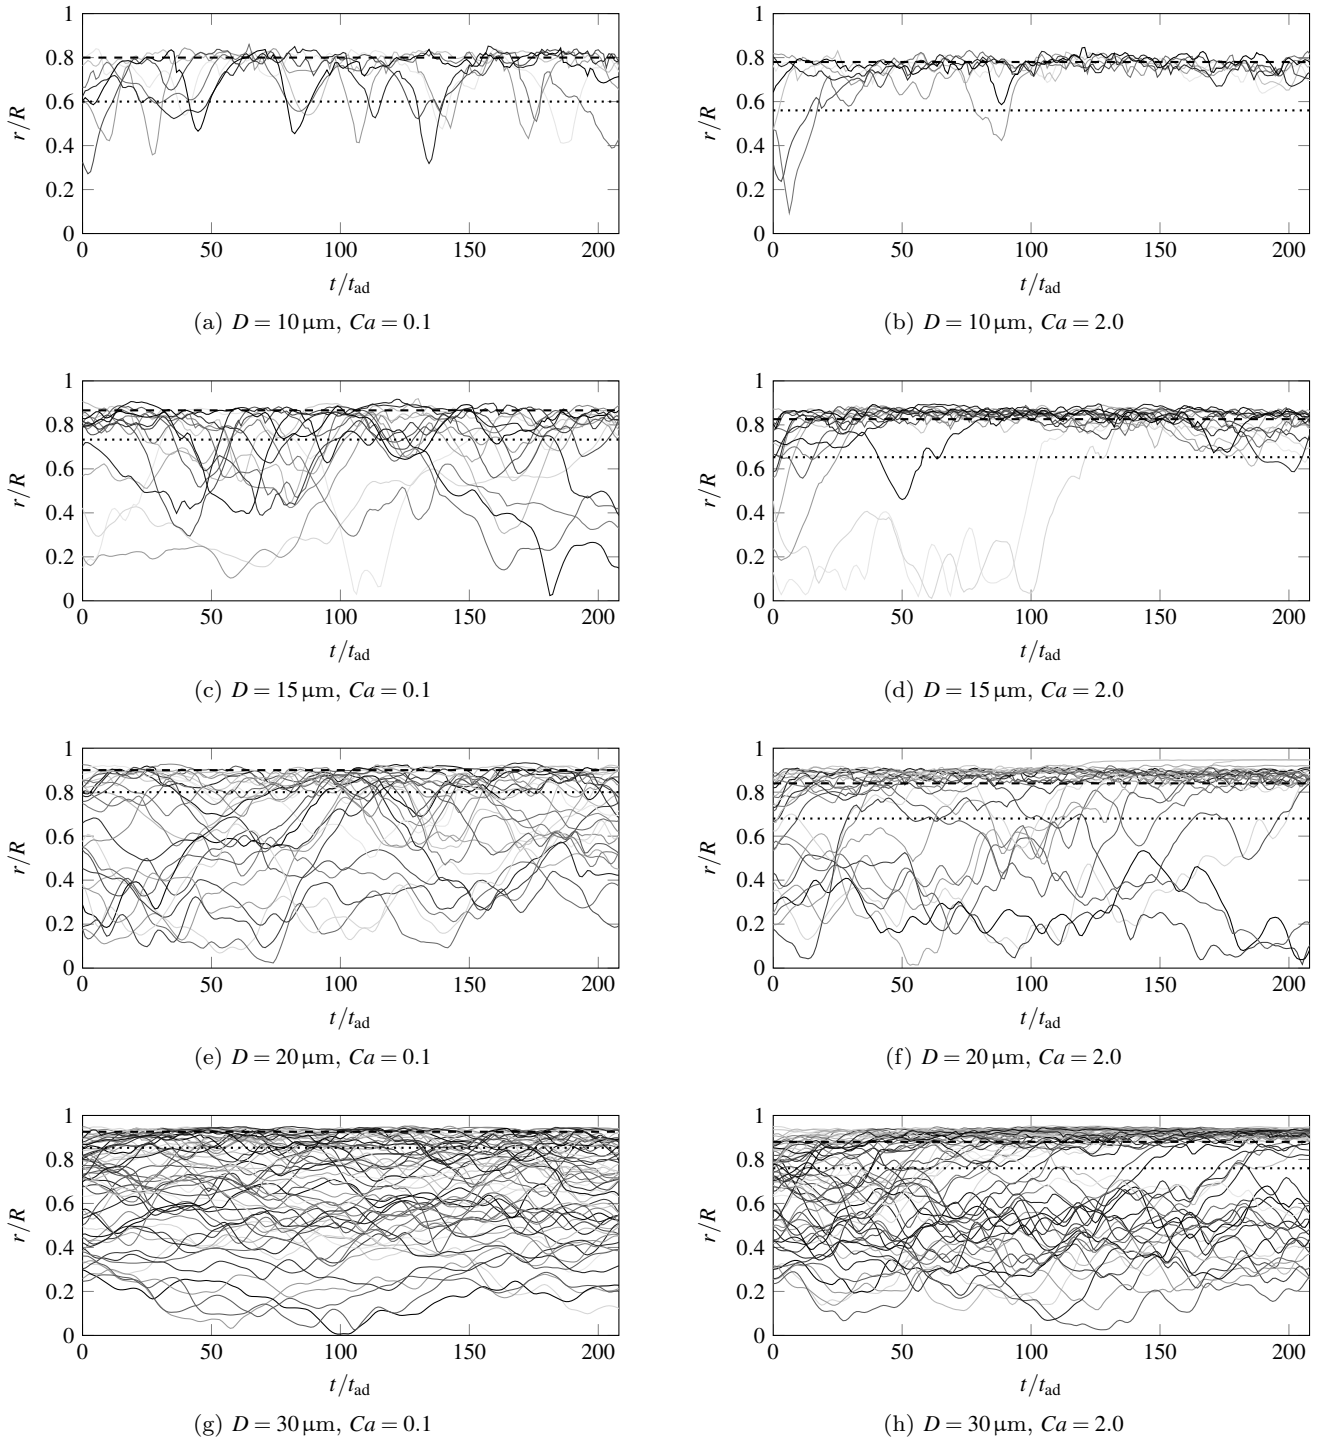 1
0.8
0.6
0.4
0.2
0
r/R
0 50 100 150 200
t/t_ad
(a) D = 10 μm, Ca = 0.1
1
0.8
0.6
0.4
0.2
0
r/R
0 50 100 150 200
t/t_ad
(b) D = 10 μm, Ca = 2.0
1
0.8
0.6
0.4
0.2
0
r/R
0 50 100 150 200
t/t_ad
(c) D = 15 μm, Ca = 0.1
1
0.8
0.6
0.4
0.2
0
r/R
0 50 100 150 200
t/t_ad
(d) D = 15 μm, Ca = 2.0
1
0.8
0.6
0.4
0.2
0
r/R
0 50 100 150 200
t/t_ad
(e) D = 20 μm, Ca = 0.1
1
0.8
0.6
0.4
0.2
0
r/R
0 50 100 150 200
t/t_ad
(f) D = 20 μm, Ca = 2.0
1
0.8
0.6
0.4
0.2
0
r/R
0 50 100 150 200
t/t_ad
(g) D = 30 μm, Ca = 0.1
1
0.8
0.6
0.4
0.2
0
r/R
0 50 100 150 200
t/t_ad
(h) D = 30 μm, Ca = 2.0